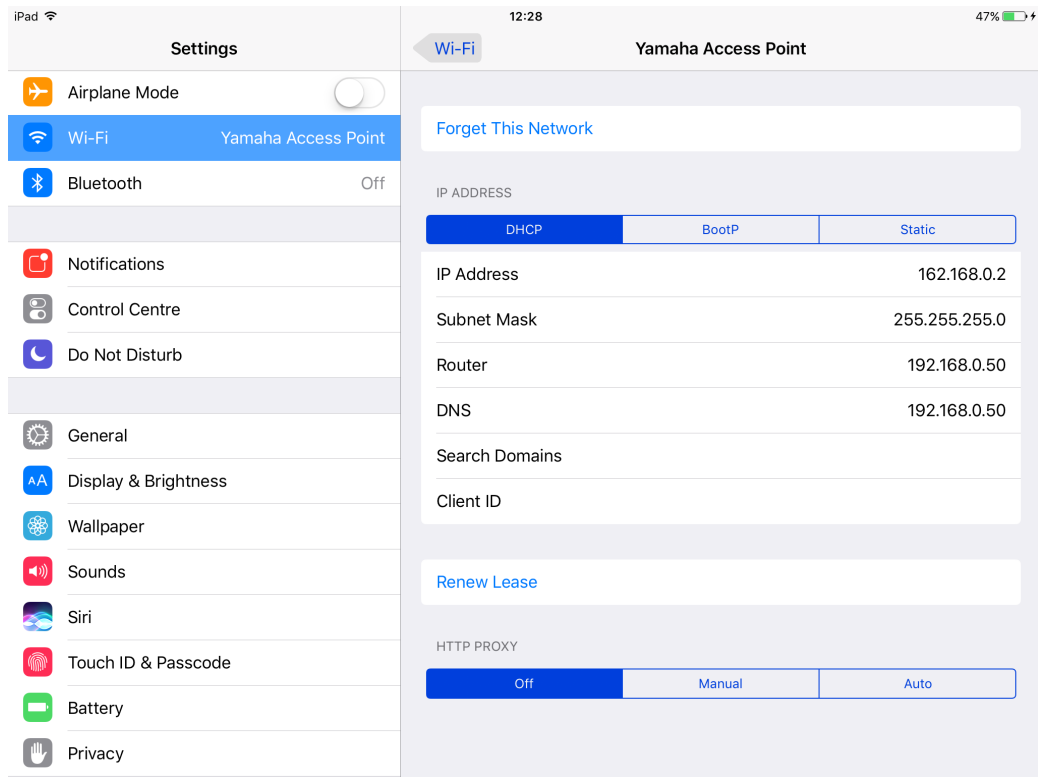 iPad 12:28 47%
Settings
Airplane Mode
Wi-Fi Yamaha Access Point
Bluetooth Off
Notifications
Control Centre
Do Not Disturb
General
AA Display & Brightness
Wallpaper
Sounds
Siri
Touch ID & Passcode
Battery
Privacy
Wi-Fi Yamaha Access Point
Forget This Network
IP ADDRESS
DHCP BootP Static
IP Address 162.168.0.2
Subnet Mask 255.255.255.0
Router 192.168.0.50
DNS 192.168.0.50
Search Domains
Client ID
Renew Lease
HTTP PROXY
Off Manual Auto